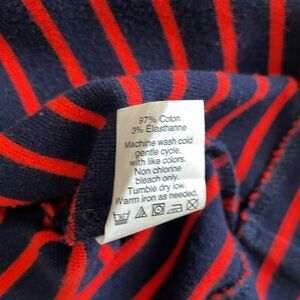 97% Coton
3% Elasthanne
Machine wash cold
gentle cycle,
with like colors.
Non chlorine
bleach only.
Tumble dry low.
Warm iron as needed.